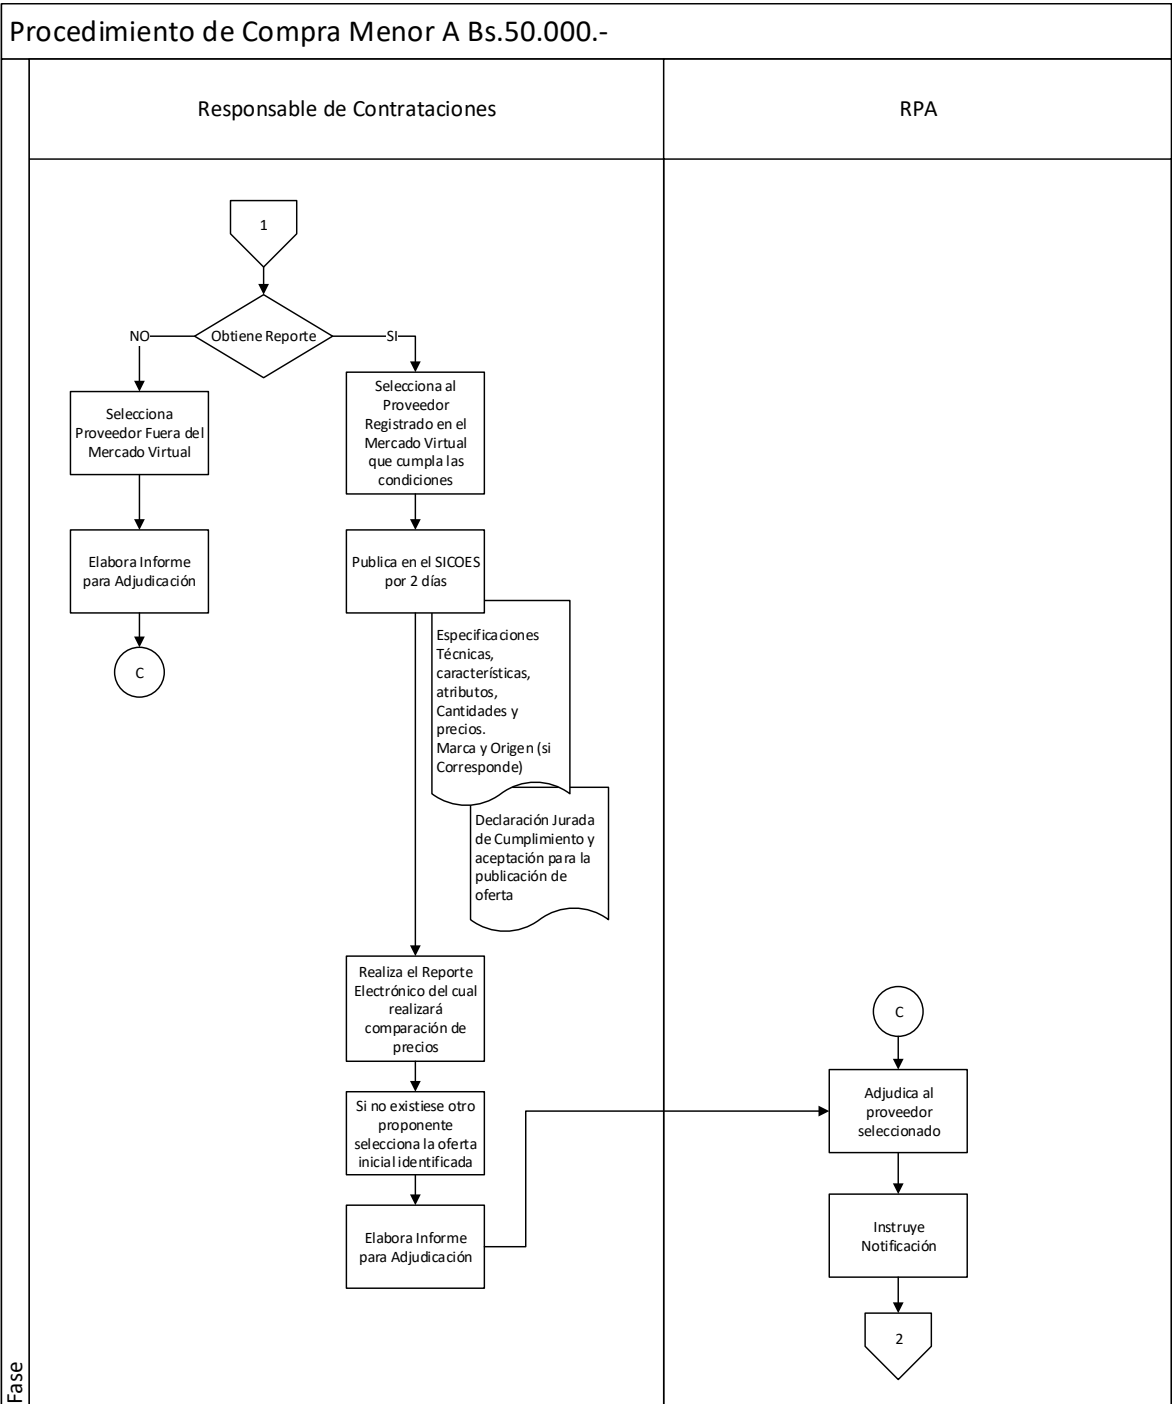 Procedimiento de Compra Menor A Bs.50.000.-
Responsable de Contrataciones
RPA
1
Obtiene Reporte
NO
SI
Selecciona
Proveedor Fuera del
Mercado Virtual
Elabora Informe
para Adjudicación
C
Selecciona al
Proveedor
Registrado en el
Mercado Virtual
que cumpla las
condiciones
Publica en el SICOES
por 2 días
Especificaciones
Técnicas,
características,
atributos,
Cantidades y
precios.
Marca y Origen (si
Corresponde)
Declaración Jurada
de Cumplimiento y
aceptación para la
publicación de
oferta
Realiza el Reporte
Electrónico del cual
realizará
comparación de
precios
Si no existiese otro
proponente
selecciona la oferta
inicial identificada
Elabora Informe
para Adjudicación
C
Adjudica al
proveedor
seleccionado
Instruye
Notificación
2
Fase